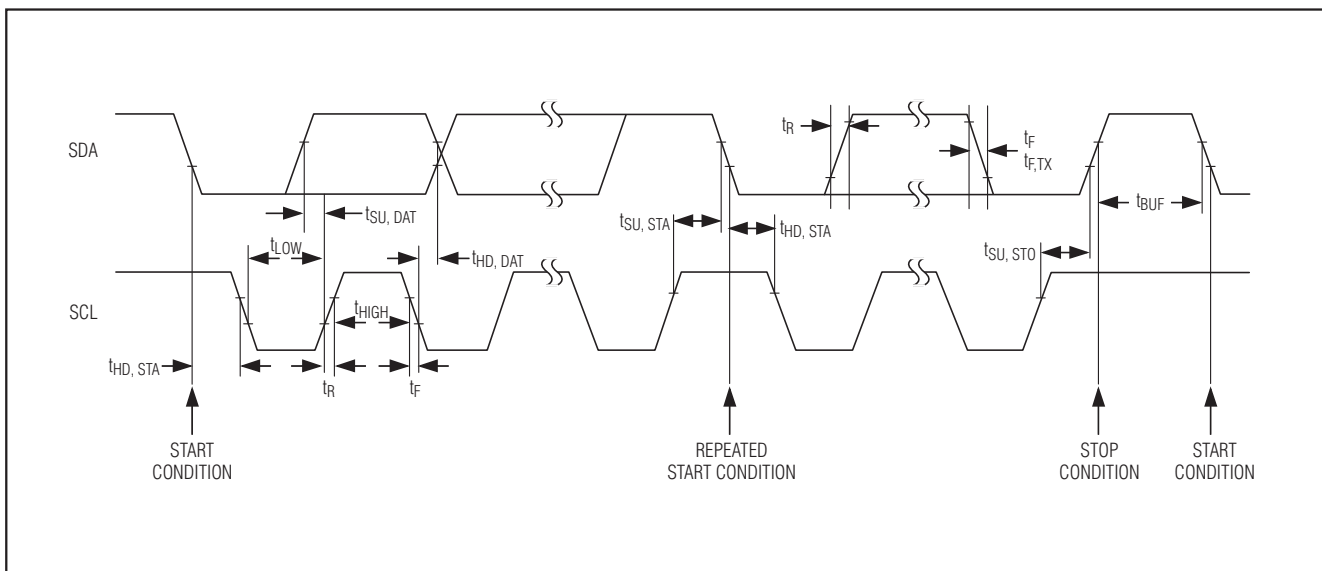 SDA
tR
tF
tF,TX
tSU, DAT
tSU, STA
tHD, STA
tBUF
tLOW
tHD, DAT
tSU, STO
SCL
tHIGH
tHD, STA
tR
tF
START
CONDITION
REPEATED
START CONDITION
STOP
CONDITION
START
CONDITION